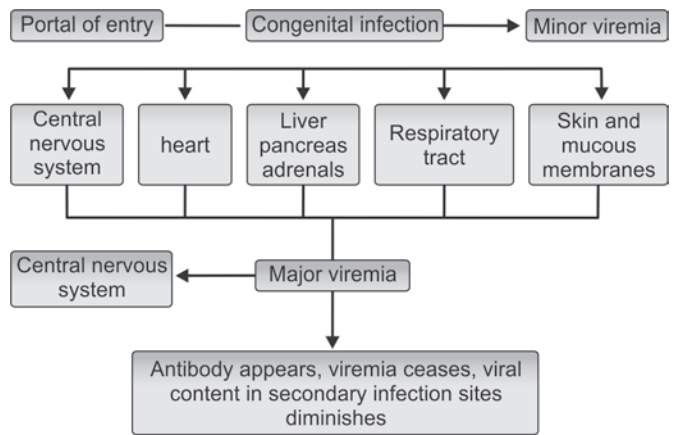 Portal of entry
Congenital infection
Minor viremia
Central
nervous
system
heart
Liver
pancreas
adrenals
Respiratory
tract
Skin and
mucous
membranes
Central nervous
system
Major viremia
Antibody appears, viremia ceases, viral
content in secondary infection sites
diminishes